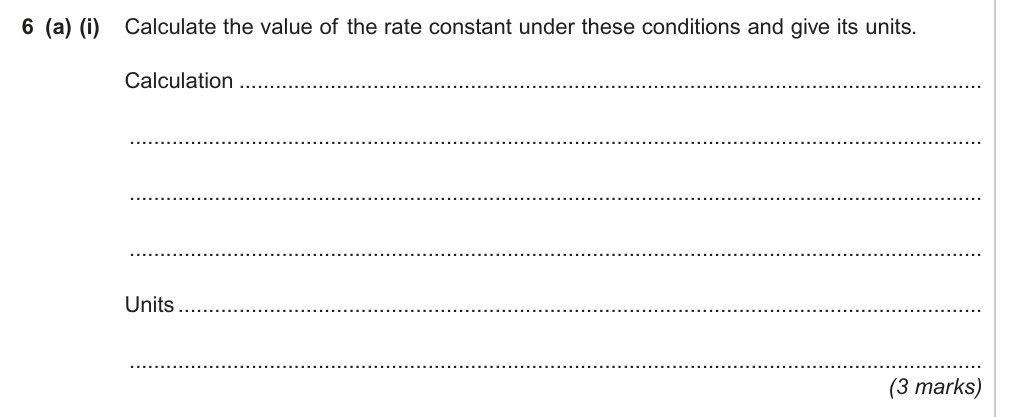 6 (a) (i) Calculate the value of the rate constant under these conditions and give its units.
Calculation ..............................................................................................................................
..............................................................................................................................
..............................................................................................................................
..............................................................................................................................
Units ..............................................................................................................................
..............................................................................................................................
(3 marks)